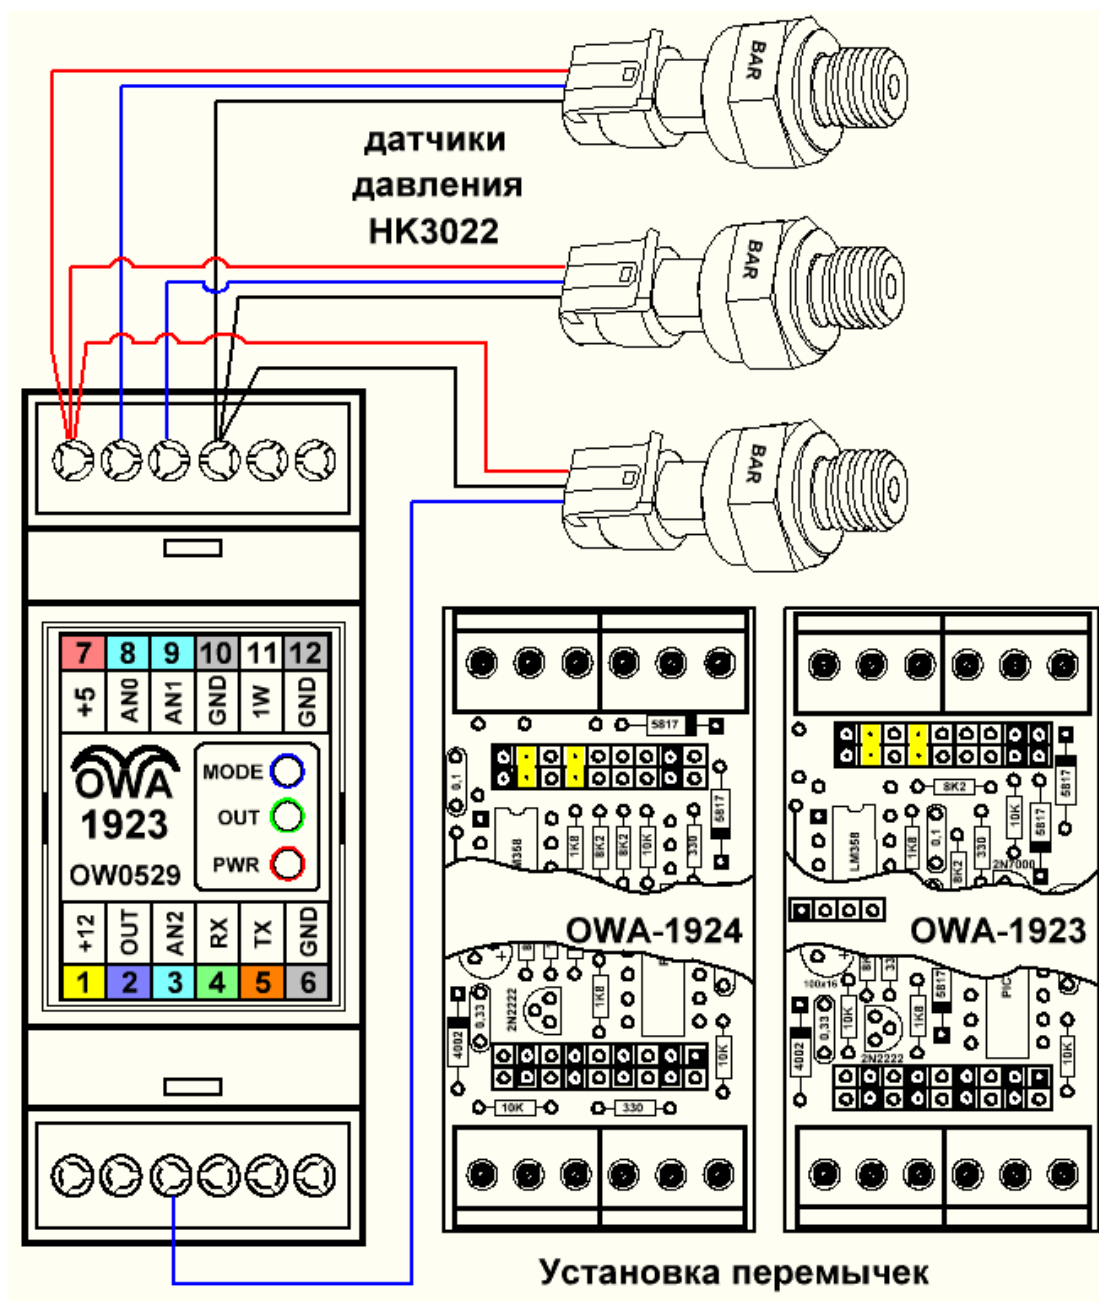 BAR
датчики
давления
HK3022
BAR
BAR
7 8 9 10 11 12
+5 AN0 AN1 GND 1W GND
OWA
1923
OW0529
MODE
OUT
PWR
+12 OUT AN2 RX TX GND
1 2 3 4 5 6
5817
0,1
5817
1K8 8K2 8K2 10K 330
OWA-1924
2N2222
1K8
4002
0,33
10K
10K
330
5817
8K2
10K
5817
LM358
1K8
0,1
8K2
330
2N7000
OWA-1923
100x16
5817
PIC
4002
0,33
10K
1K8
2N2222
10K
Установка перемычек